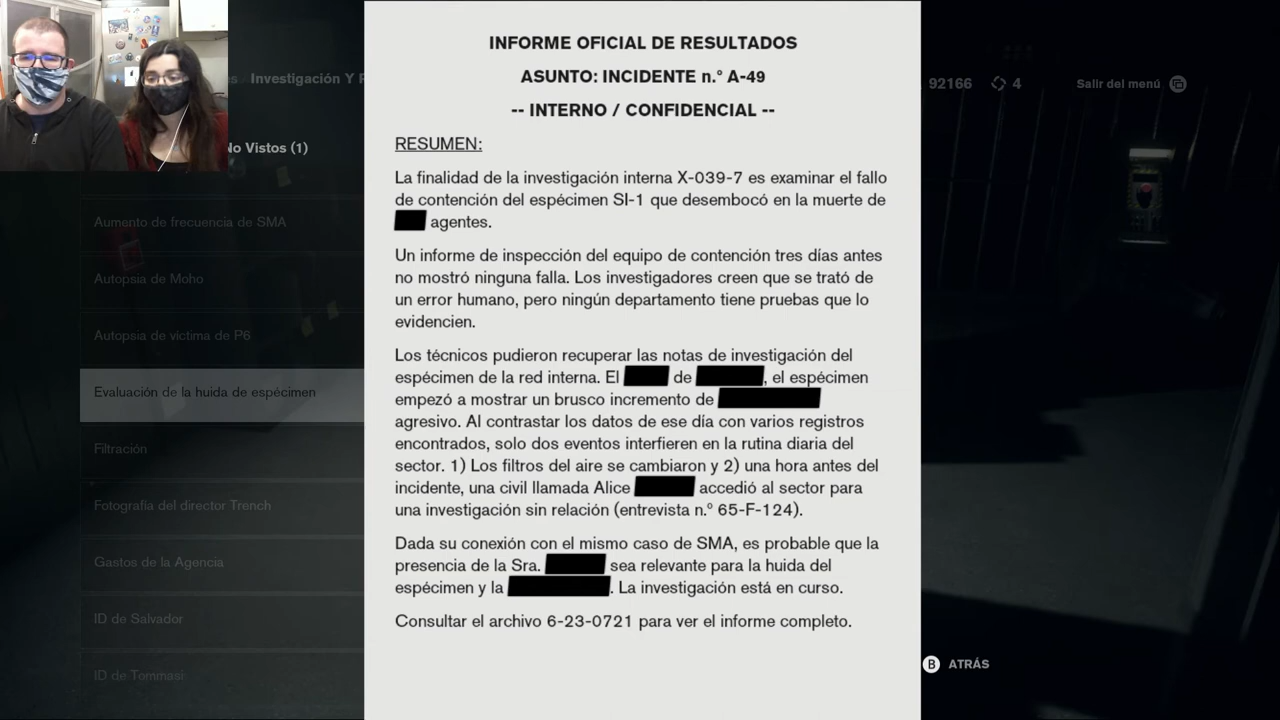 INFORME OFICIAL DE RESULTADOS
ASUNTO: INCIDENTE n.° A-49
-- INTERNO / CONFIDENCIAL --
Investigación Y
92166
4
Salir del menú
No Vistos (1)
Aumento de frecuencia de SMA
Autopsia de Moho
Autopsia de víctima de P6
Evaluación de la huida de espécimen
Filtración
Fotografía del director Trench
Gastos de la Agencia
ID de Salvador
ID de Tommasi
RESUMEN:
La finalidad de la investigación interna X-039-7 es examinar el fallo
de contención del espécimen SI-1 que desembocó en la muerte de
agentes.
Un informe de inspección del equipo de contención tres días antes
no mostró ninguna falla. Los investigadores creen que se trató de
un error humano, pero ningún departamento tiene pruebas que lo
evidencien.
Los técnicos pudieron recuperar las notas de investigación del
espécimen de la red interna. El de , el espécimen
empezó a mostrar un brusco incremento de
agresivo. Al contrastar los datos de ese día con varios registros
encontrados, solo dos eventos interfieren en la rutina diaria del
sector. 1) Los filtros del aire se cambiaron y 2) una hora antes del
incidente, una civil llamada Alice accedió al sector para
una investigación sin relación (entrevista n.° 65-F-124).
Dada su conexión con el mismo caso de SMA, es probable que la
presencia de la Sra. sea relevante para la huida del
espécimen y la . La investigación está en curso.
Consultar el archivo 6-23-0721 para ver el informe completo.
B ATRÁS